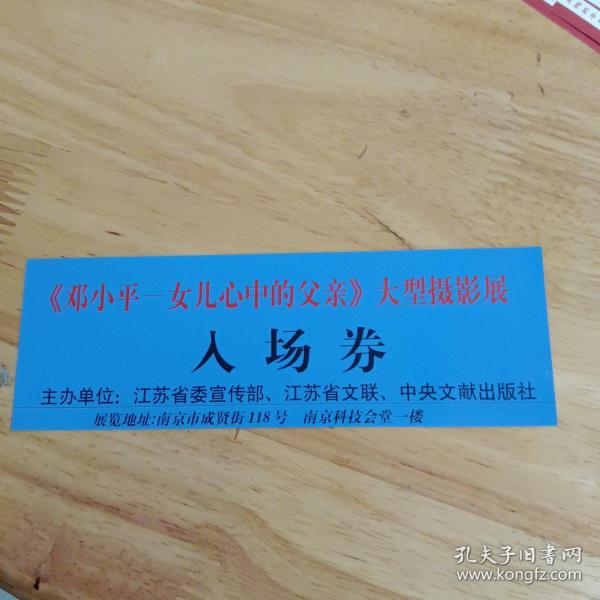 《邓小平—女儿心中的父亲》大型摄影展
入场券
主办单位：江苏省委宣传部、江苏省文联、中央文献出版社
展览地址:南京市成贤街118号 南京科技会堂一楼
孔夫子旧书网
www.kongfz.com